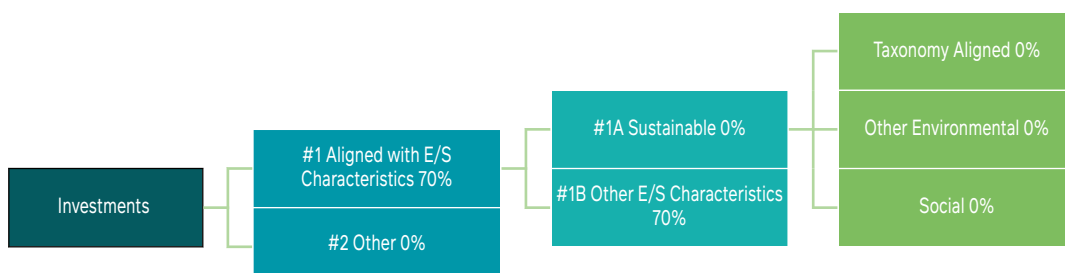 Investments
#1 Aligned with E/S
Characteristics 70%
#2 Other 0%
#1A Sustainable 0%
#1B Other E/S Characteristics
70%
Taxonomy Aligned 0%
Other Environmental 0%
Social 0%